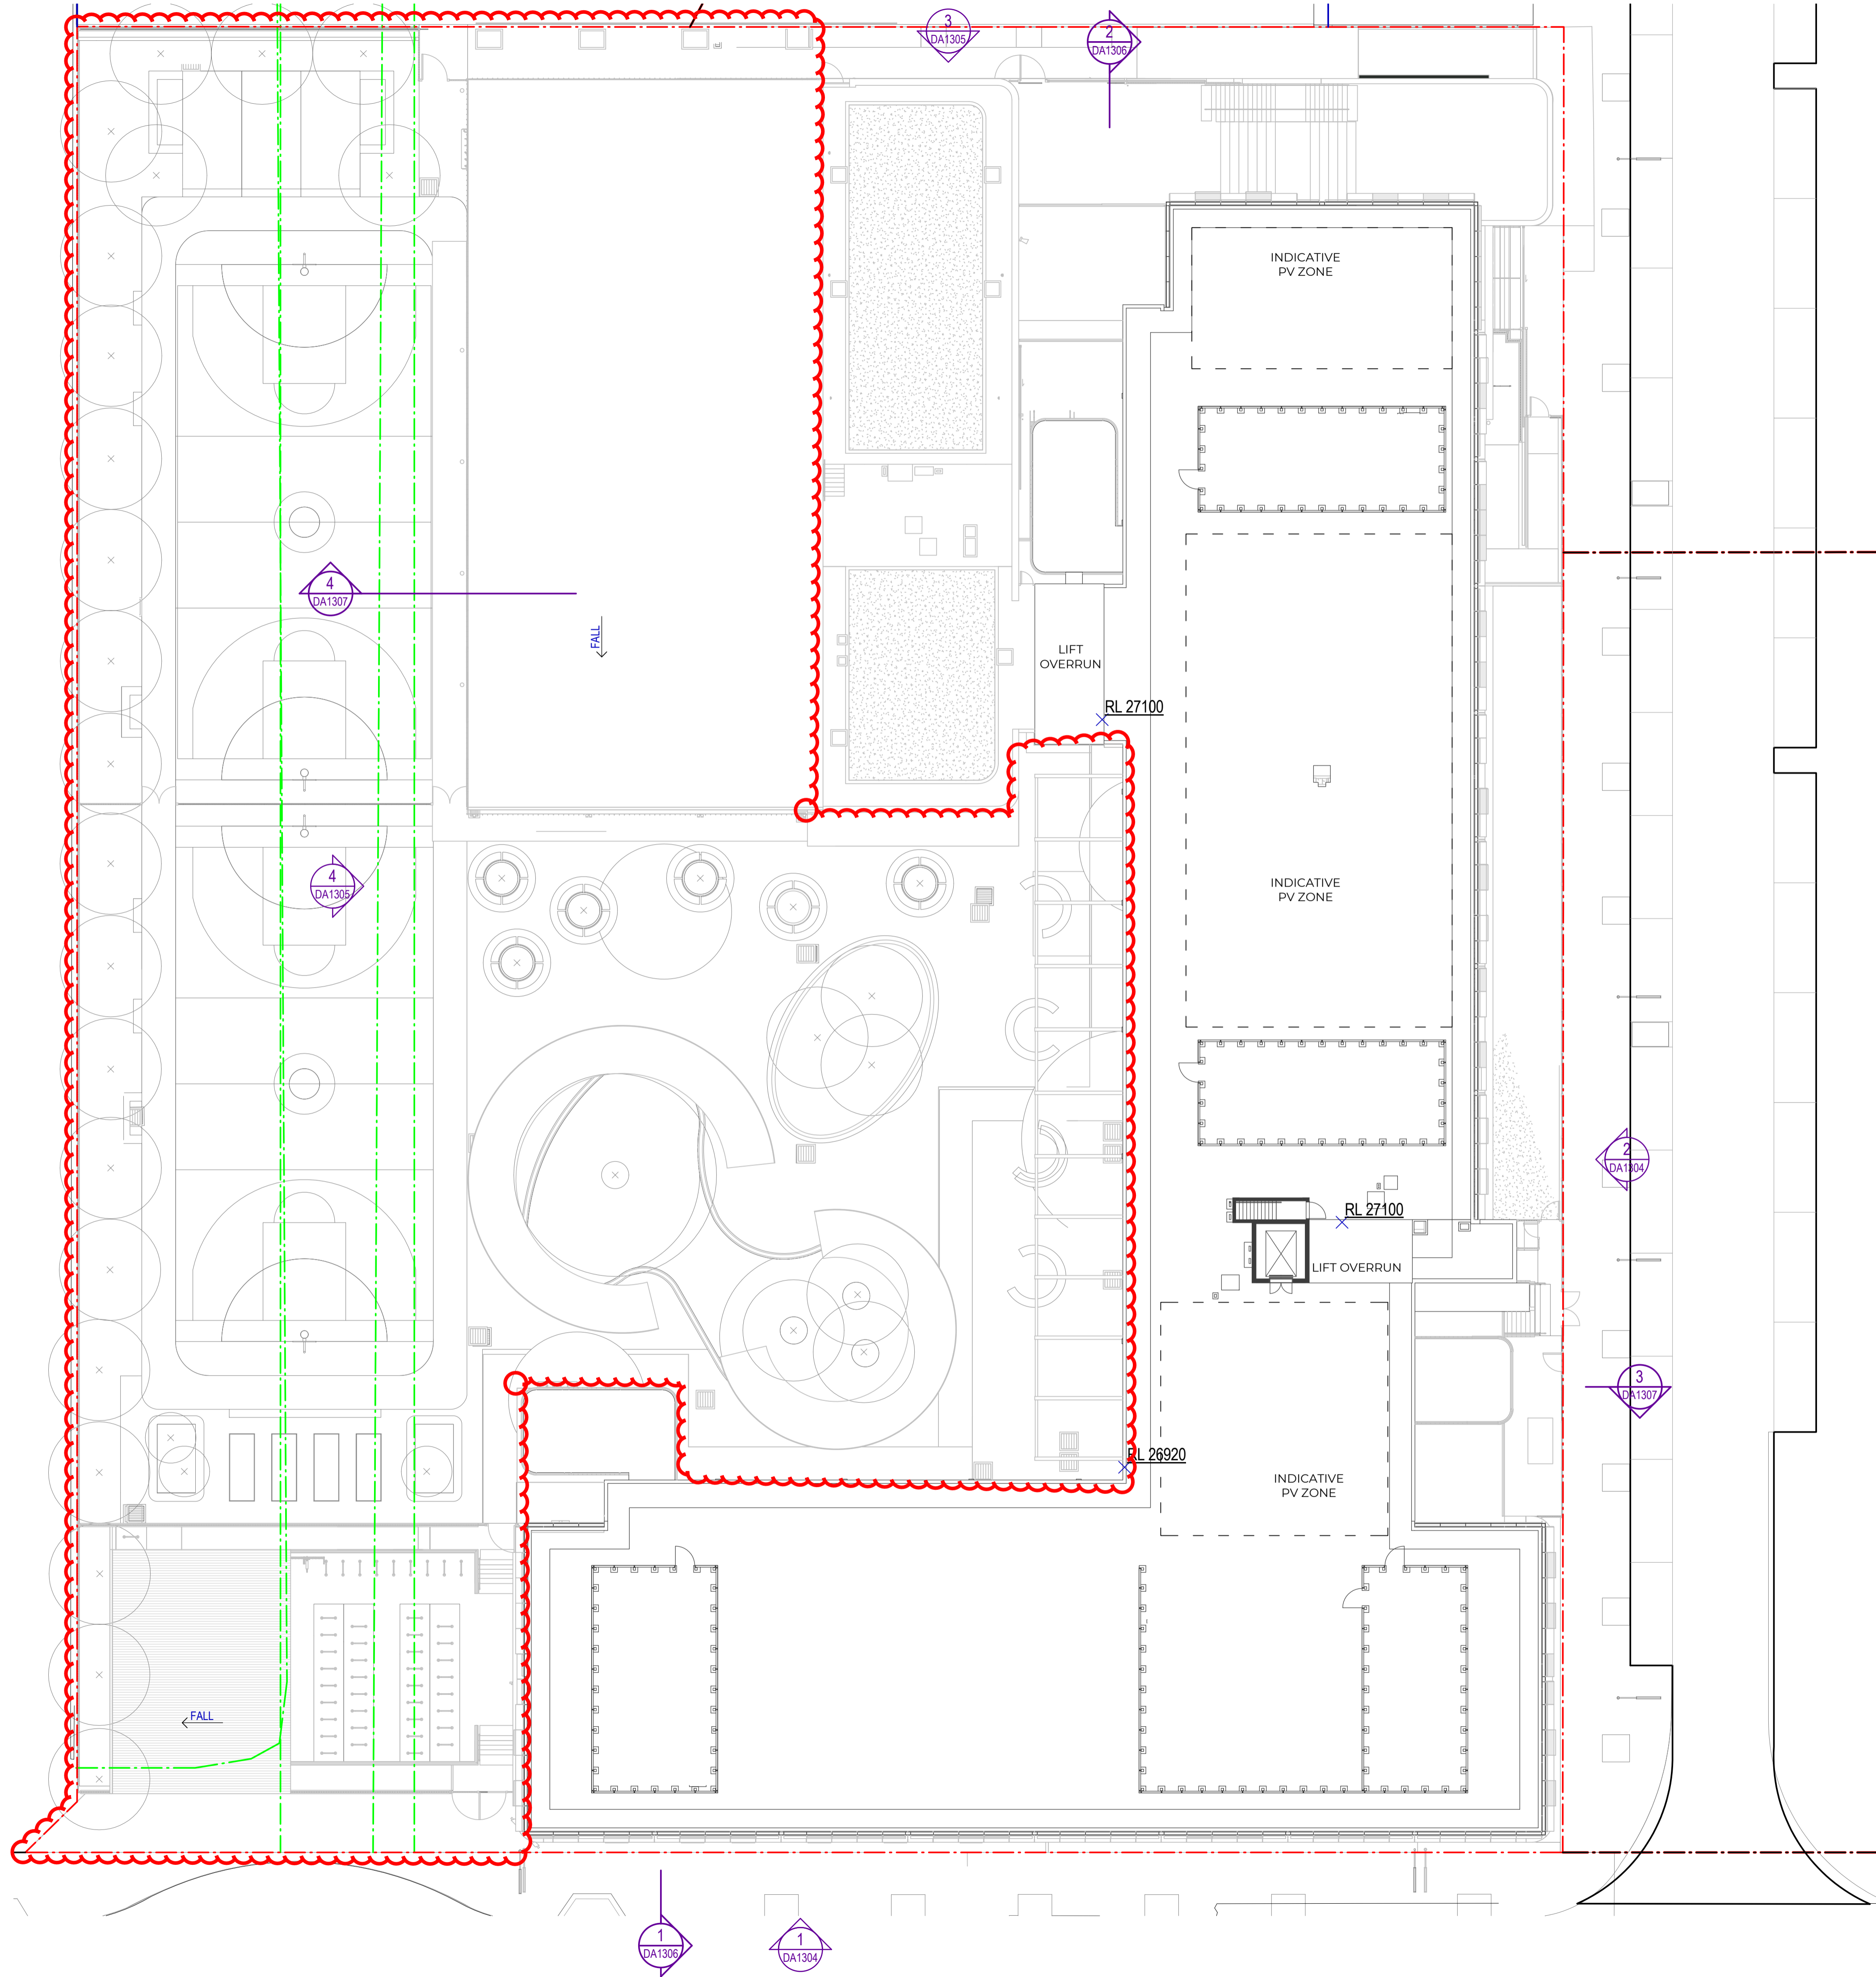 3
DA1305
2
DA1306
INDICATIVE
PV ZONE
4
DA1307
FALL
LIFT
OVERRUN
RL 27100
4
DA1305
INDICATIVE
PV ZONE
2
DA1304
RL 27100
LIFT OVERRUN
3
DA1307
RL 26920
INDICATIVE
PV ZONE
FALL
1
DA1306
1
DA1304